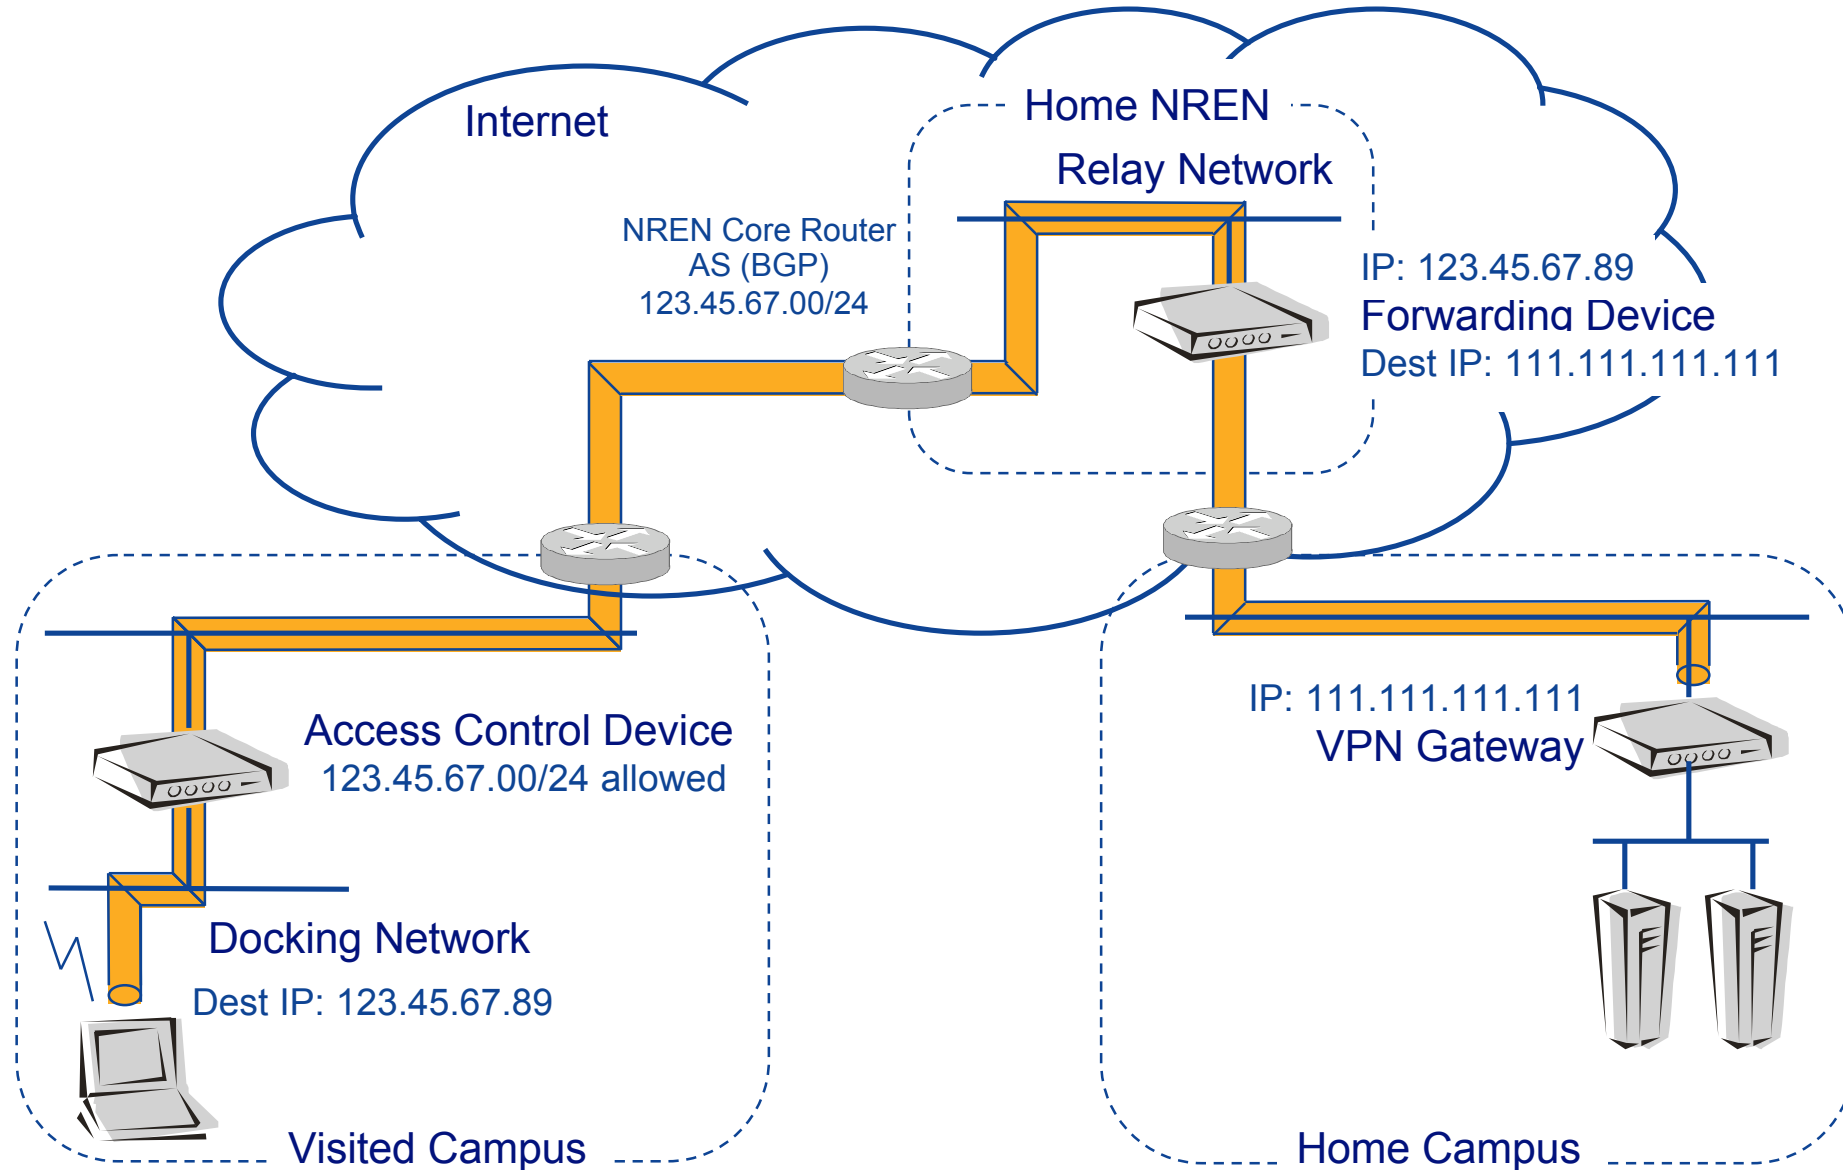 Internet
Home NREN
Relay Network
NREN Core Router
AS (BGP)
123.45.67.00/24
IP: 123.45.67.89
Forwarding Device
Dest IP: 111.111.111.111
Access Control Device
123.45.67.00/24 allowed
IP: 111.111.111.111
VPN Gateway
Docking Network
Dest IP: 123.45.67.89
Visited Campus
Home Campus